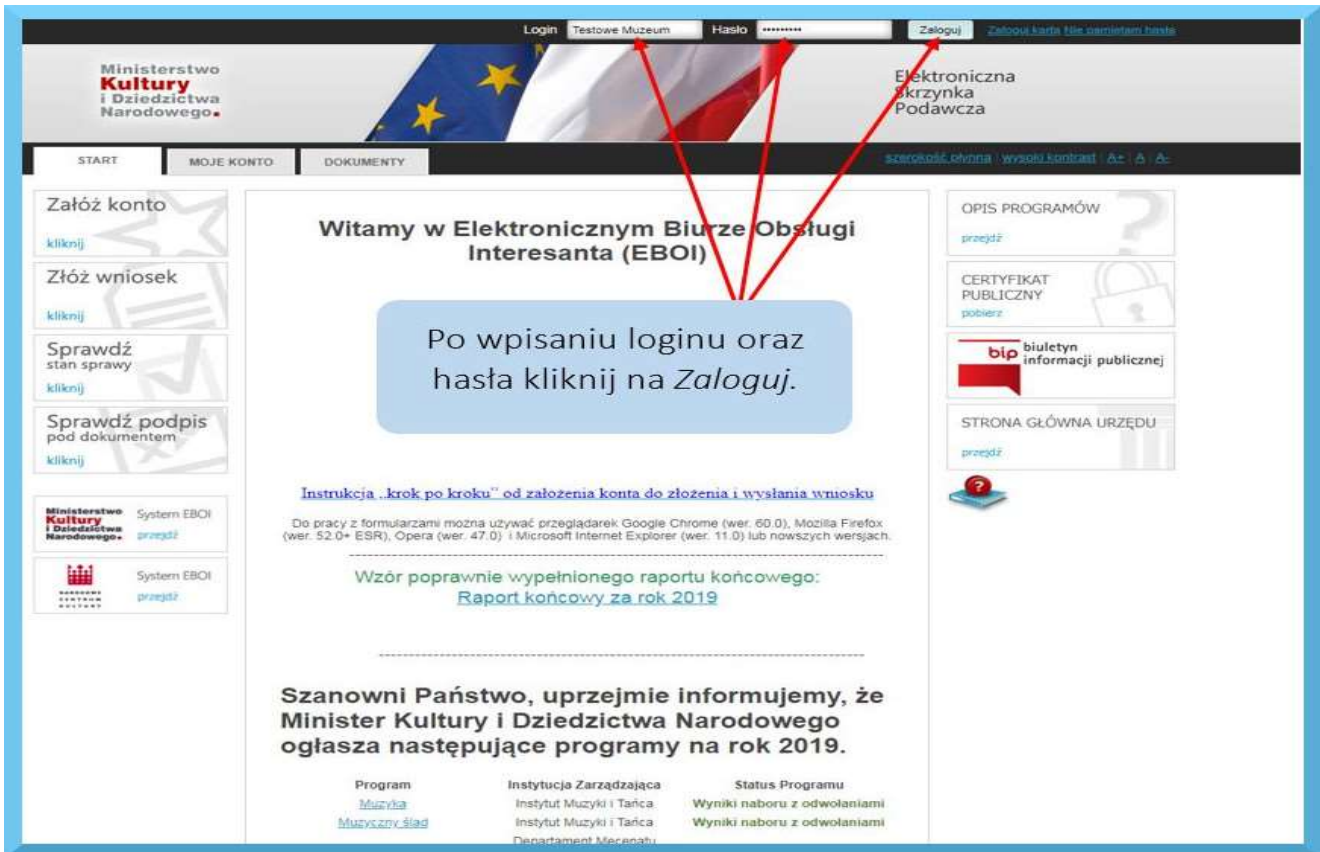 Login Testowe Muzeum Hasło ••••••••• Zaloguj Zaloguj kartą Nie pamiętam hasła
Ministerstwo
Kultury
i Dziedzictwa
Narodowego.
Elektroniczna
Skrzynka
Podawcza
START MOJE KONTO DOKUMENTY
szerokość płynna | wysoki kontrast | A+ | A | A-
Załóż konto
kliknij
Złóż wniosek
kliknij
Sprawdź
stan sprawy
kliknij
Sprawdź podpis
pod dokumentem
kliknij
Ministerstwo
Kultury
i Dziedzictwa
Narodowego.
System EBOI
przejdź
NARODOWE
CENTRUM
KULTURY
System EBOI
przejdź
Witamy w Elektronicznym Biurze Obsługi
Interesanta (EBOI)
Po wpisaniu loginu oraz
hasła kliknij na Zaloguj.
Instrukcja „krok po kroku" od założenia konta do złożenia i wysłania wniosku
Do pracy z formularzami można używać przeglądarek Google Chrome (wer. 60.0), Mozilla Firefox
(wer. 52.0+ ESR), Opera (wer. 47.0) i Microsoft Internet Explorer (wer. 11.0) lub nowszych wersjach.
Wzór poprawnie wypełnionego raportu końcowego:
Raport końcowy za rok 2019
Szanowni Państwo, uprzejmie informujemy, że
Minister Kultury i Dziedzictwa Narodowego
ogłasza następujące programy na rok 2019.
Program Instytucja Zarządzająca Status Programu
Muzyka Instytut Muzyki i Tańca Wyniki naboru z odwołaniami
Muzyczny ślad Instytut Muzyki i Tańca Wyniki naboru z odwołaniami
Departament Mecenatu
OPIS PROGRAMÓW
przejdź
CERTYFIKAT
PUBLICZNY
pobierz
bip biuletyn
informacji publicznej
STRONA GŁÓWNA URZĘDU
przejdź